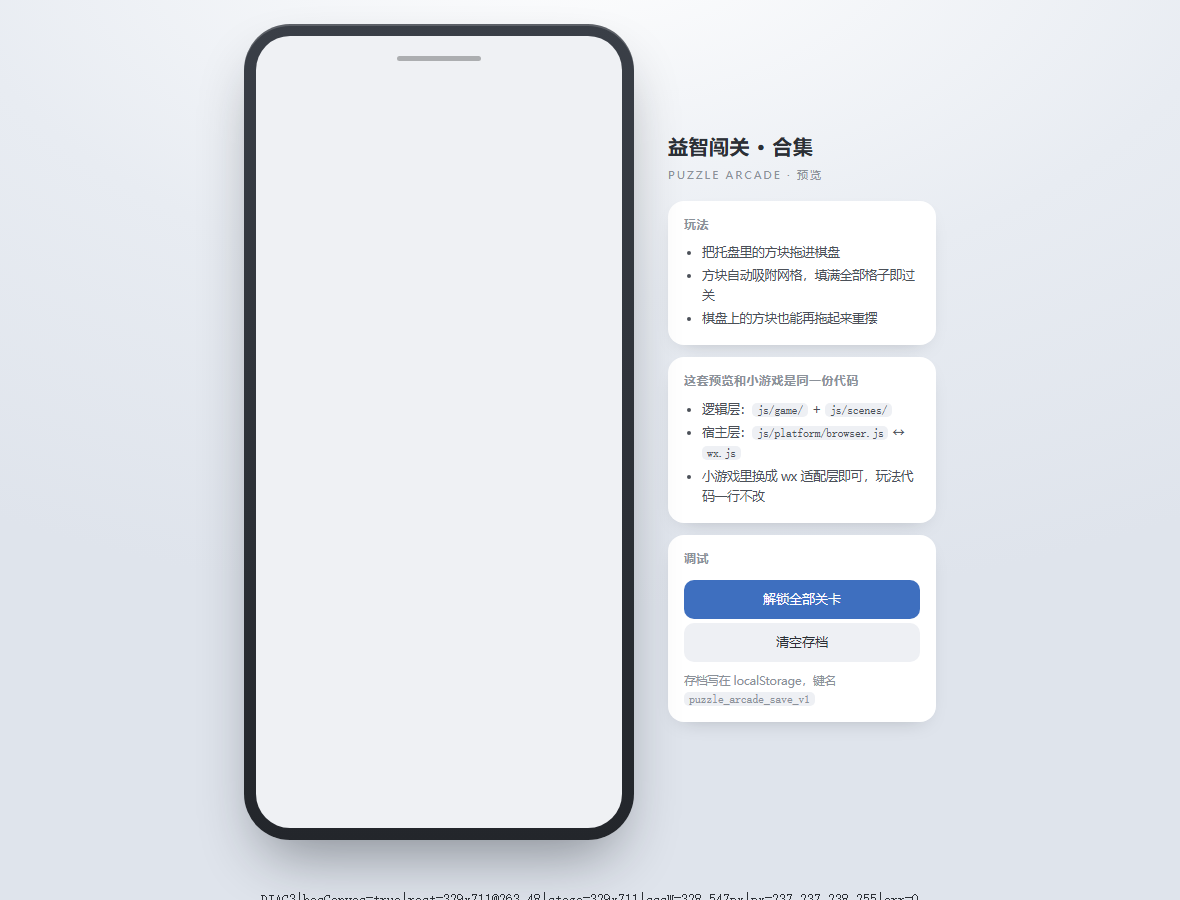 益智闯关 · 合集
PUZZLE ARCADE · 预览
玩法
把托盘里的方块拖进棋盘
方块自动吸附网格，填满全部格子即过
关
棋盘上的方块也能再拖起来重摆
这套预览和小游戏是同一份代码
逻辑层： js/game/ + js/scenes/
宿主层： js/platform/browser.js ↔
wx.js
小游戏里换成 wx 适配层即可，玩法代
码一行不改
调试
解锁全部关卡
清空存档
存档写在 localStorage，键名
puzzle_arcade_save_v1